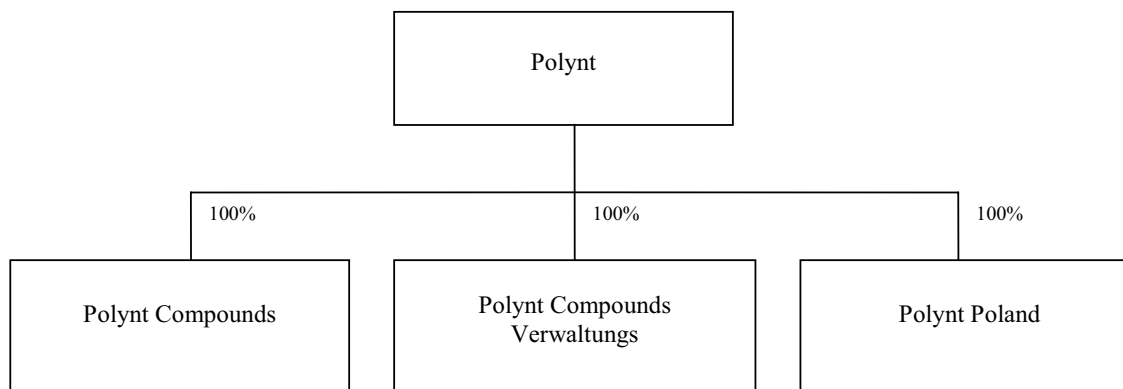 Polynt
100%
100%
100%
Polynt Compounds
Polynt Compounds
Verwaltungs
Polynt Poland